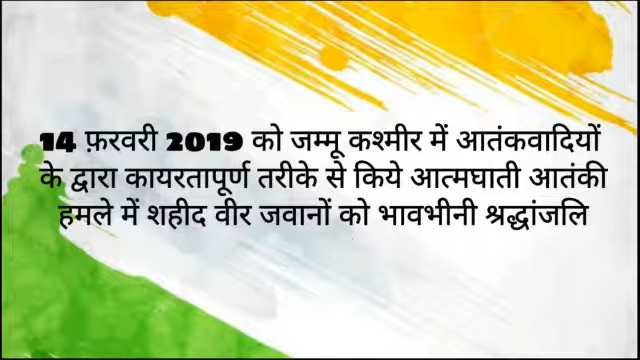 14 फ़रवरी 2019 को जम्मू कश्मीर में आतंकवादियों
के द्वारा कायरतापूर्ण तरीके से किये आत्मघाती आतंकी
हमले में शहीद वीर जवानों को भावभीनी श्रद्धांजलि